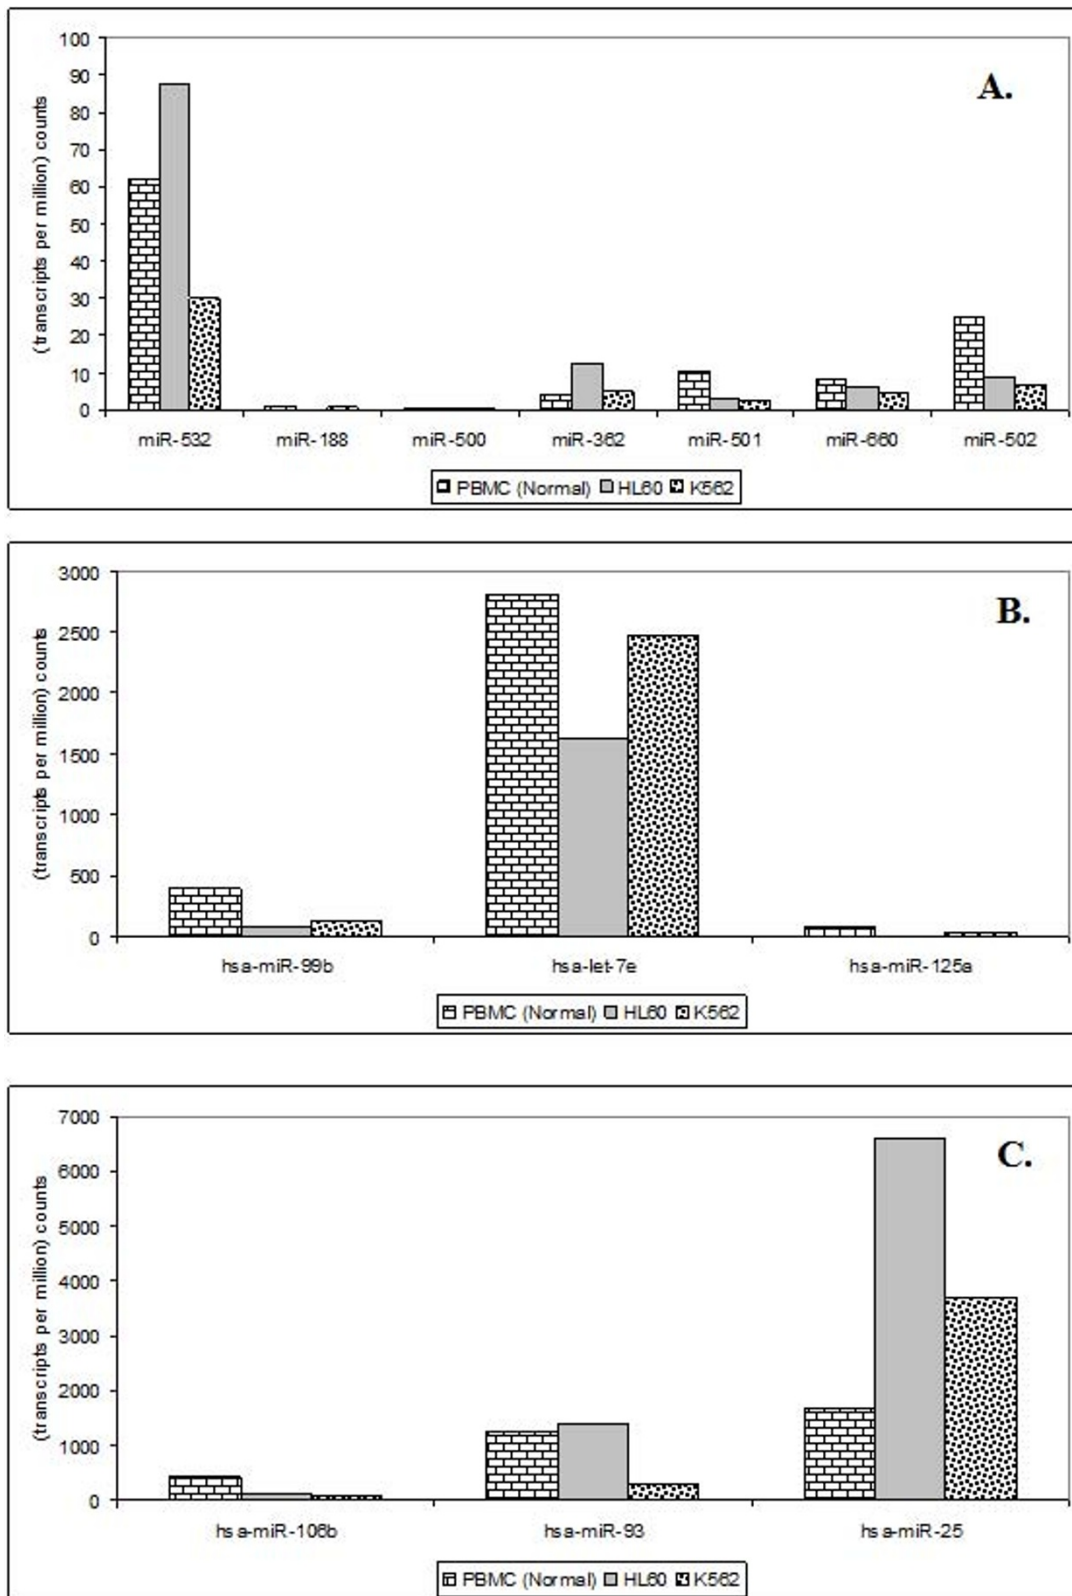 A.
(transcripts per million) counts
100
90
80
70
60
50
40
30
20
10
0
miR-532 miR-188 miR-500 miR-362 miR-501 miR-660 miR-502
PBMC (Normal) HL60 K562
B.
(transcripts per million) counts
3000
2500
2000
1500
1000
500
0
hsa-miR-99b hsa-let-7e hsa-miR-125a
PBMC (Normal) HL60 K562
C.
(transcripts per million) counts
7000
6000
5000
4000
3000
2000
1000
0
hsa-miR-106b hsa-miR-93 hsa-miR-25
PBMC (Normal) HL60 K562